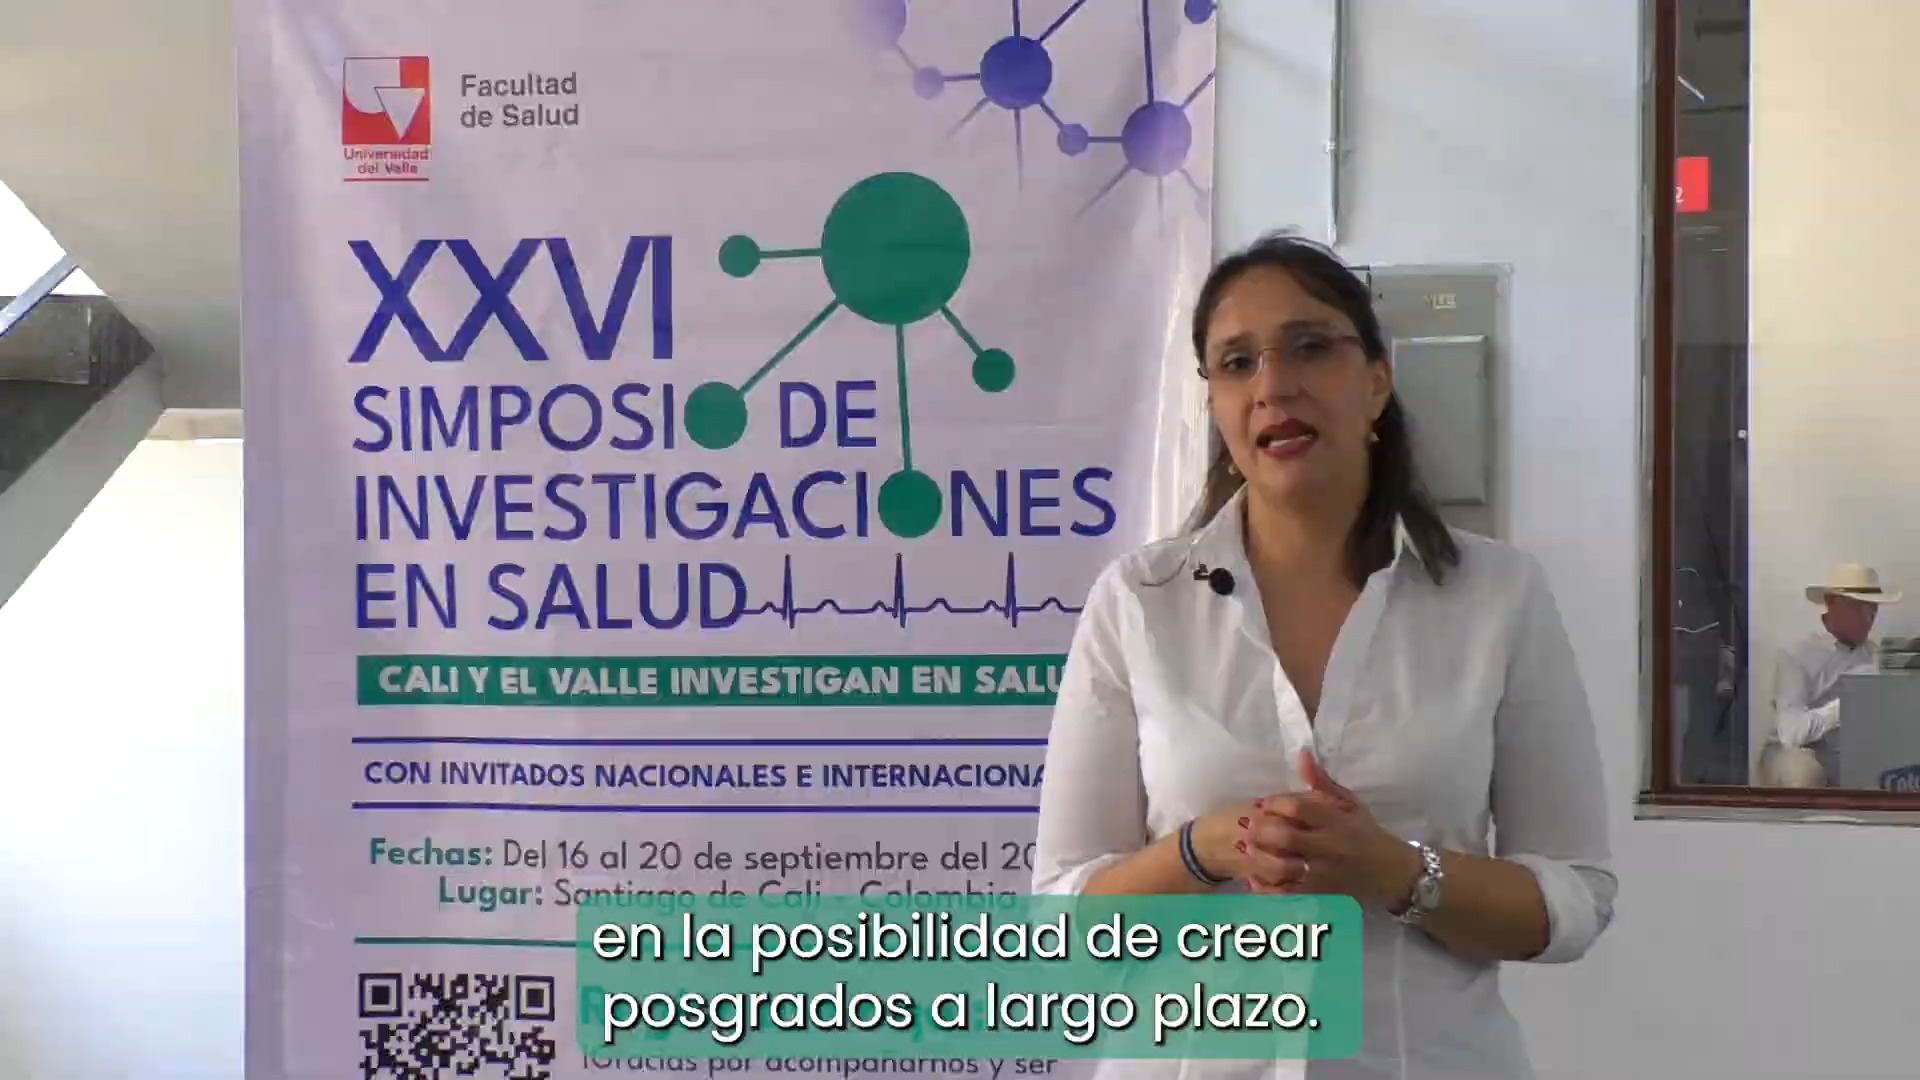 Facultad
de Salud
Universidad
del Valle
XXVI
SIMPOSIO DE
INVESTIGACIONES
EN SALUD
CALI Y EL VALLE INVESTIGAN EN SALU
CON INVITADOS NACIONALES E INTERNACIONA
Fechas: Del 16 al 20 de septiembre del 20
Lugar: Santiago de Cali - Colombia
en la posibilidad de crear
posgrados a largo plazo.
¡Gracias por acompañarnos y ser
2